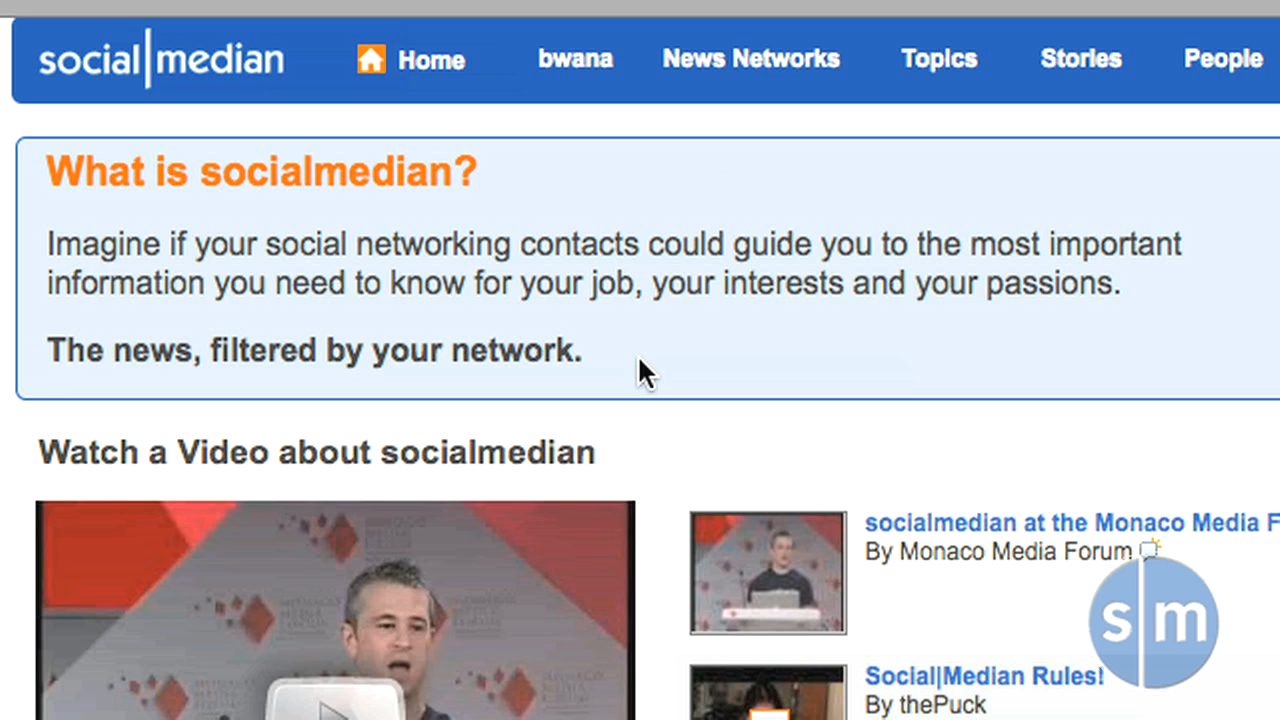 social|median Home bwana News Networks Topics Stories People
What is socialmedian?
Imagine if your social networking contacts could guide you to the most important
information you need to know for your job, your interests and your passions.
The news, filtered by your network.
Watch a Video about socialmedian
socialmedian at the Monaco Media F
By Monaco Media Forum
Social|Median Rules!
By thePuck
s|m